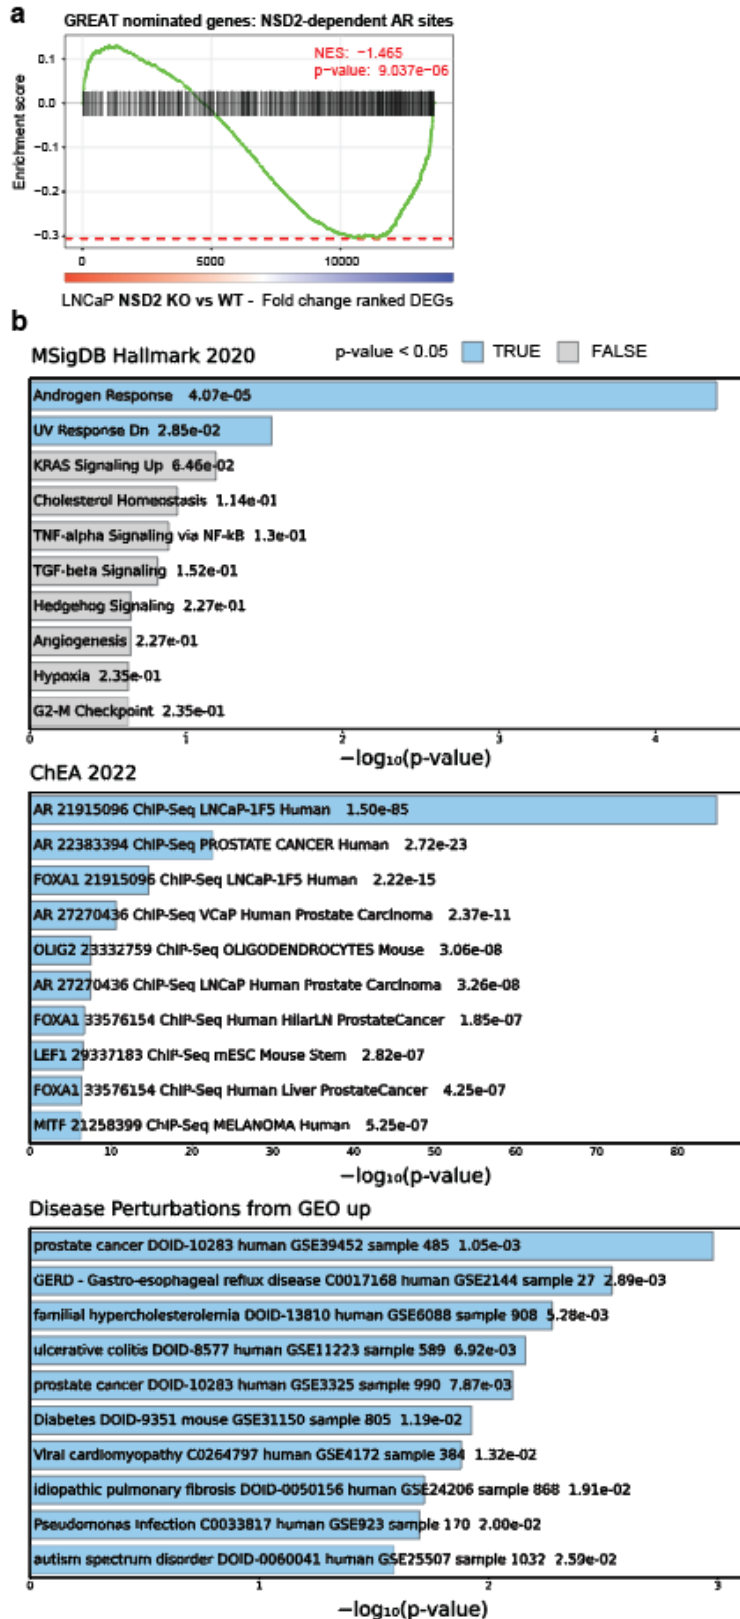 a
GREAT nominated genes: NSD2-dependent AR sites
NES: −1.465
p-value: 9.037e−06
Enrichment score
0.1
0.0
−0.1
−0.2
−0.3
0 5000 10000
LNCaP NSD2 KO vs WT - Fold change ranked DEGs
b
MSigDB Hallmark 2020
p-value < 0.05 TRUE FALSE
Androgen Response 4.07e-05
UV Response Dn 2.85e-02
KRAS Signaling Up 6.46e-02
Cholesterol Homeostasis 1.14e-01
TNF-alpha Signaling via NF-kB 1.3e-01
TGF-beta Signaling 1.52e-01
Hedgehog Signaling 2.27e-01
Angiogenesis 2.27e-01
Hypoxia 2.35e-01
G2-M Checkpoint 2.35e-01
0 1 2 3 4
−log₁₀(p-value)
ChEA 2022
AR 21915096 ChIP-Seq LNCaP-1F5 Human 1.50e-85
AR 22383394 ChIP-Seq PROSTATE CANCER Human 2.72e-23
FOXA1 21915096 ChIP-Seq LNCaP-1F5 Human 2.22e-15
AR 27270436 ChIP-Seq VCaP Human Prostate Carcinoma 2.37e-11
OLIG2 23332759 ChIP-Seq OLIGODENDROCYTES Mouse 3.06e-08
AR 27270436 ChIP-Seq LNCaP Human Prostate Carcinoma 3.26e-08
FOXA1 33576154 ChIP-Seq Human HilarLN ProstateCancer 1.85e-07
LEF1 29337183 ChIP-Seq mESC Mouse Stem 2.82e-07
FOXA1 33576154 ChIP-Seq Human Liver ProstateCancer 4.25e-07
MITF 21258399 ChIP-Seq MELANOMA Human 5.25e-07
0 10 20 30 40 50 60 70 80
−log₁₀(p-value)
Disease Perturbations from GEO up
prostate cancer DOID-10283 human GSE39452 sample 485 1.05e-03
GERD - Gastro-esophageal reflux disease C0017168 human GSE2144 sample 27 2.89e-03
familial hypercholesterolemia DOID-13810 human GSE6088 sample 908 5.28e-03
ulcerative colitis DOID-8577 human GSE11223 sample 589 6.92e-03
prostate cancer DOID-10283 human GSE3325 sample 990 7.87e-03
Diabetes DOID-9351 mouse GSE31150 sample 805 1.19e-02
Viral cardiomyopathy C0264797 human GSE4172 sample 384 1.32e-02
idiopathic pulmonary fibrosis DOID-0050156 human GSE24206 sample 868 1.91e-02
Pseudomonas Infection C0033817 human GSE923 sample 170 2.00e-02
autism spectrum disorder DOID-0060041 human GSE25507 sample 1032 2.59e-02
0 1 2 3
−log₁₀(p-value)